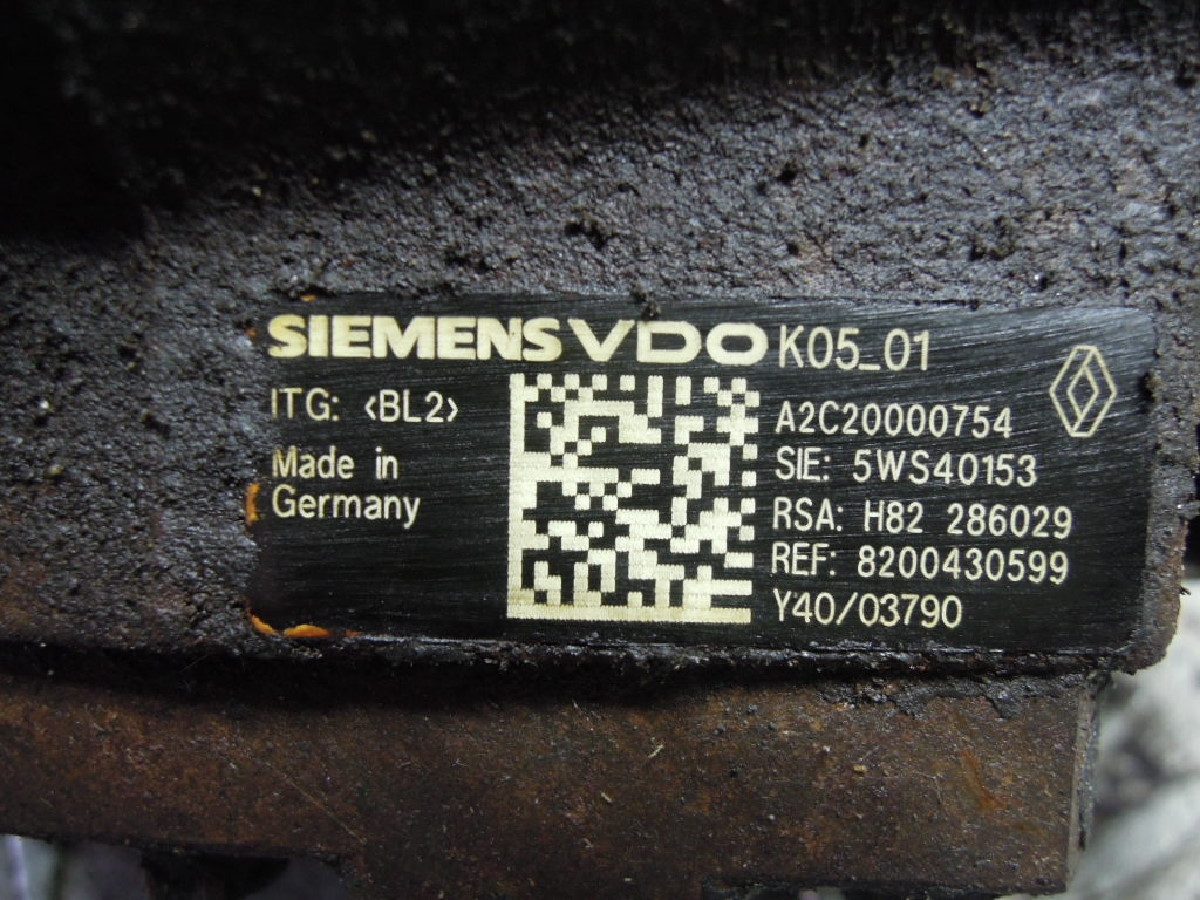 SIEMENS VDO K05_01
ITG: <BL2>
Made in
Germany
A2C20000754
SIE: 5WS40153
RSA: H82 286029
REF: 8200430599
Y40/03790